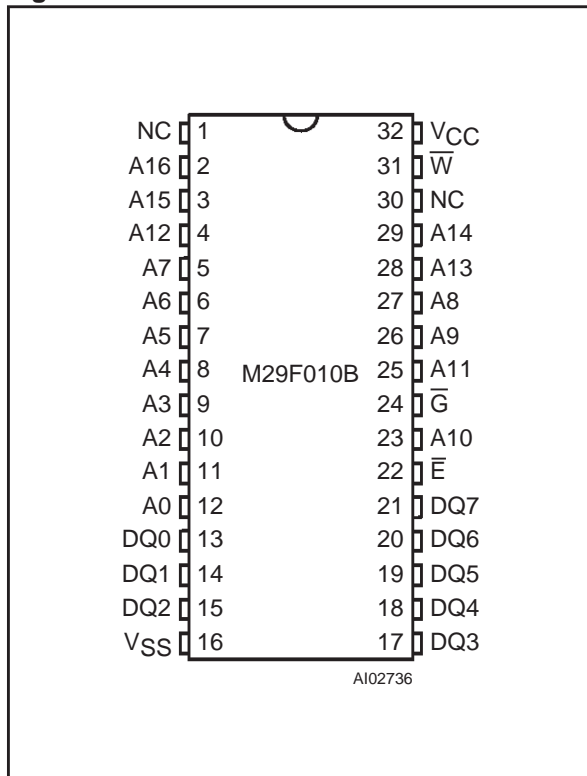 NC 1 32 VCC
A16 2 31 W̅
A15 3 30 NC
A12 4 29 A14
A7 5 28 A13
A6 6 27 A8
A5 7 26 A9
A4 8 M29F010B 25 A11
A3 9 24 G̅
A2 10 23 A10
A1 11 22 E̅
A0 12 21 DQ7
DQ0 13 20 DQ6
DQ1 14 19 DQ5
DQ2 15 18 DQ4
VSS 16 17 DQ3
AI02736